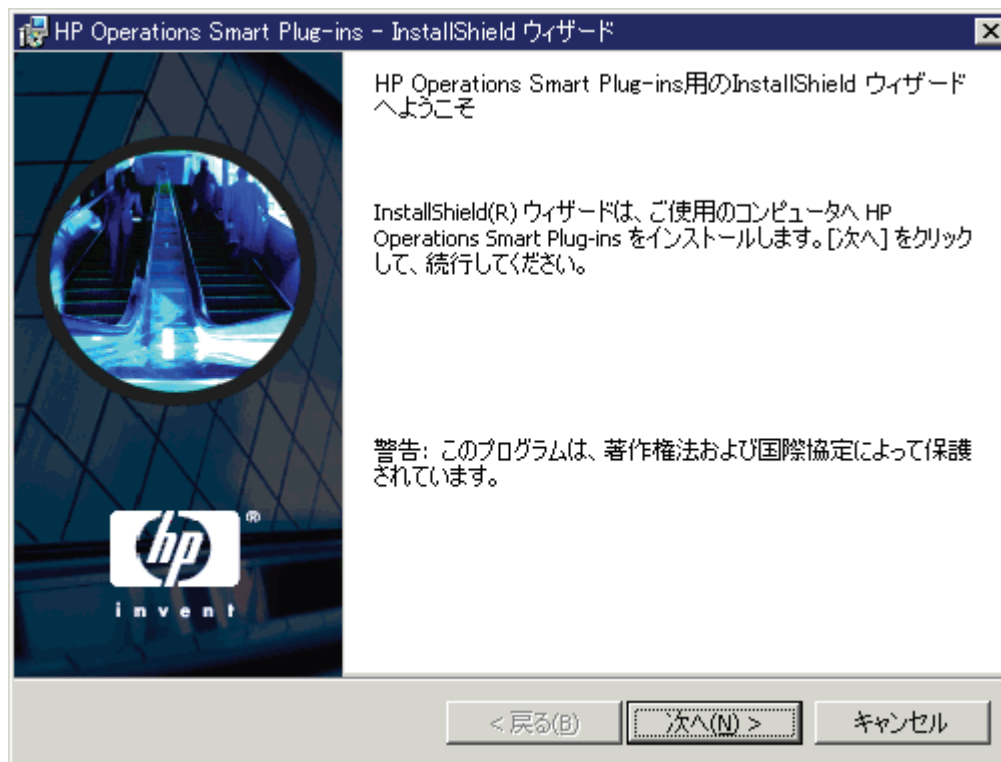 HP Operations Smart Plug-ins - InstallShield ウィザード
HP Operations Smart Plug-ins用のInstallShield ウィザード
へようこそ
InstallShield(R) ウィザードは、ご使用のコンピュータへ HP
Operations Smart Plug-ins をインストールします。[次へ] をクリック
して、続行してください。
警告: このプログラムは、著作権法および国際協定によって保護
されています。
hp
®
invent
< 戻る(B)
次へ(N) >
キャンセル